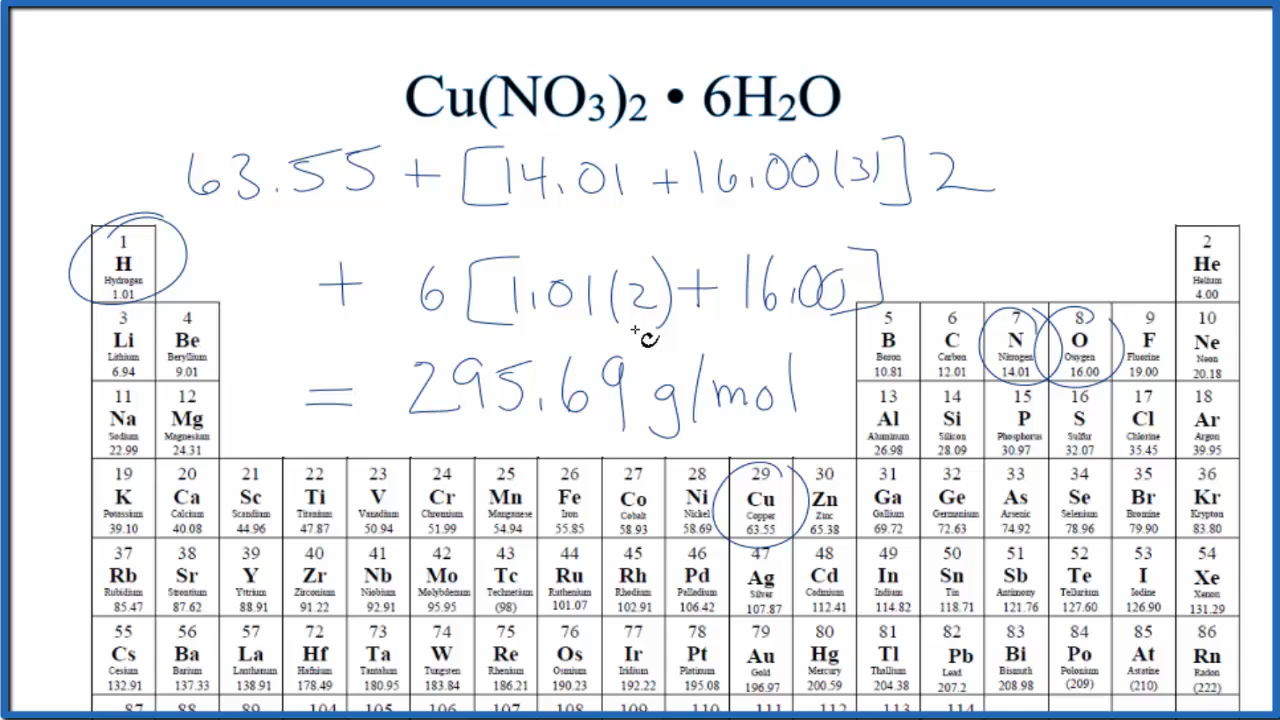 Cu(NO3)2 • 6H2O
63.55 + [14.01 + 16.00(3)] 2
+ 6 [1.01(2) + 16.00]
= 295.69 g/mol
1 2
H He
Hydrogen Helium
1.01 4.00
3 4 5 6 7 8 9 10
Li Be B C N O F Ne
Lithium Beryllium Boron Carbon Nitrogen Oxygen Fluorine Neon
6.94 9.01 10.81 12.01 14.01 16.00 19.00 20.18
11 12 13 14 15 16 17 18
Na Mg Al Si P S Cl Ar
Sodium Magnesium Aluminum Silicon Phosphorus Sulfur Chlorine Argon
22.99 24.31 26.98 28.09 30.97 32.07 35.45 39.95
19 20 21 22 23 24 25 26 27 28 29 30 31 32 33 34 35 36
K Ca Sc Ti V Cr Mn Fe Co Ni Cu Zn Ga Ge As Se Br Kr
Potassium Calcium Scandium Titanium Vanadium Chromium Manganese Iron Cobalt Nickel Copper Zinc Gallium Germanium Arsenic Selenium Bromine Krypton
39.10 40.08 44.96 47.87 50.94 51.99 54.94 55.85 58.93 58.69 63.55 65.38 69.72 72.63 74.92 78.96 79.90 83.80
37 38 39 40 41 42 43 44 45 46 47 48 49 50 51 52 53 54
Rb Sr Y Zr Nb Mo Tc Ru Rh Pd Ag Cd In Sn Sb Te I Xe
Rubidium Strontium Yttrium Zirconium Niobium Molybdenum Technetium Ruthenium Rhodium Palladium Silver Cadmium Indium Tin Antimony Tellurium Iodine Xenon
85.47 87.62 88.91 91.22 92.91 95.95 (98) 101.07 102.91 106.42 107.87 112.41 114.82 118.71 121.76 127.60 126.90 131.29
55 56 57 72 73 74 75 76 77 78 79 80 81 82 83 84 85 86
Cs Ba La Hf Ta W Re Os Ir Pt Au Hg Tl Pb Bi Po At Rn
Cesium Barium Lanthanum Hafnium Tantalum Tungsten Rhenium Osmium Iridium Platinum Gold Mercury Thallium Lead Bismuth Polonium Astatine Radon
132.91 137.33 138.91 178.49 180.95 183.84 186.21 190.23 192.22 195.08 196.97 200.59 204.38 207.2 208.98 (209) (210) (222)
87 88 89 104 105 106 107 108 109 110 111 112 113 114